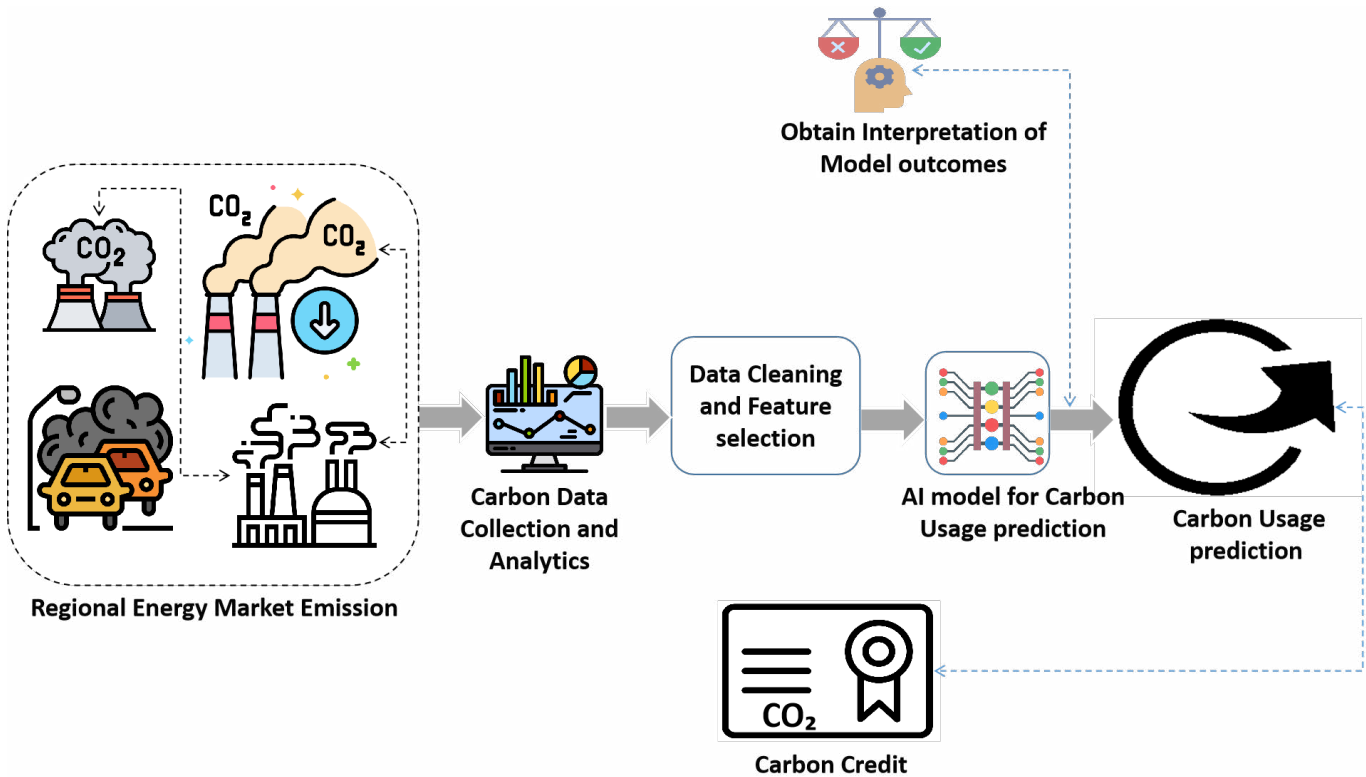 Obtain Interpretation of
Model outcomes
CO₂
CO₂
CO₂
Regional Energy Market Emission
Carbon Data
Collection and
Analytics
Data Cleaning
and Feature
selection
AI model for Carbon
Usage prediction
Carbon Usage
prediction
CO₂
Carbon Credit